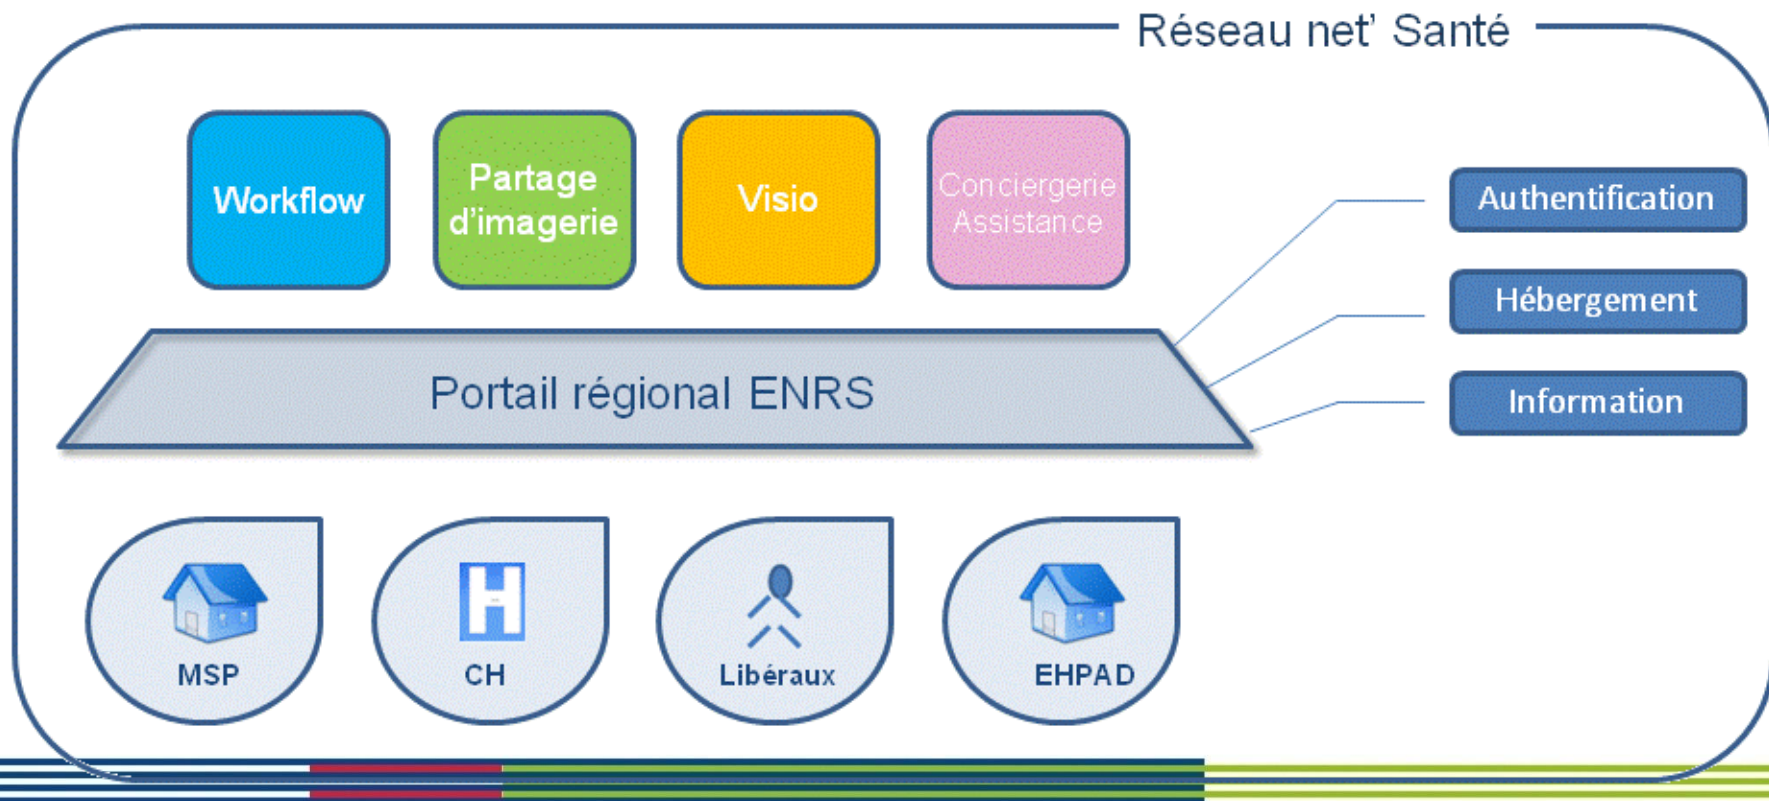 Réseau net' Santé
Workflow
Partage
d'imagerie
Visio
Conciergerie
Assistance
Authentification
Hébergement
Information
Portail régional ENRS
MSP
H
CH
Libéraux
EHPAD